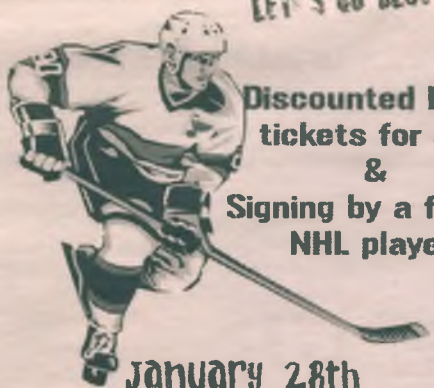 LET'S GO
Discounted
tickets for
&
Signing by a
NHL
January 28th